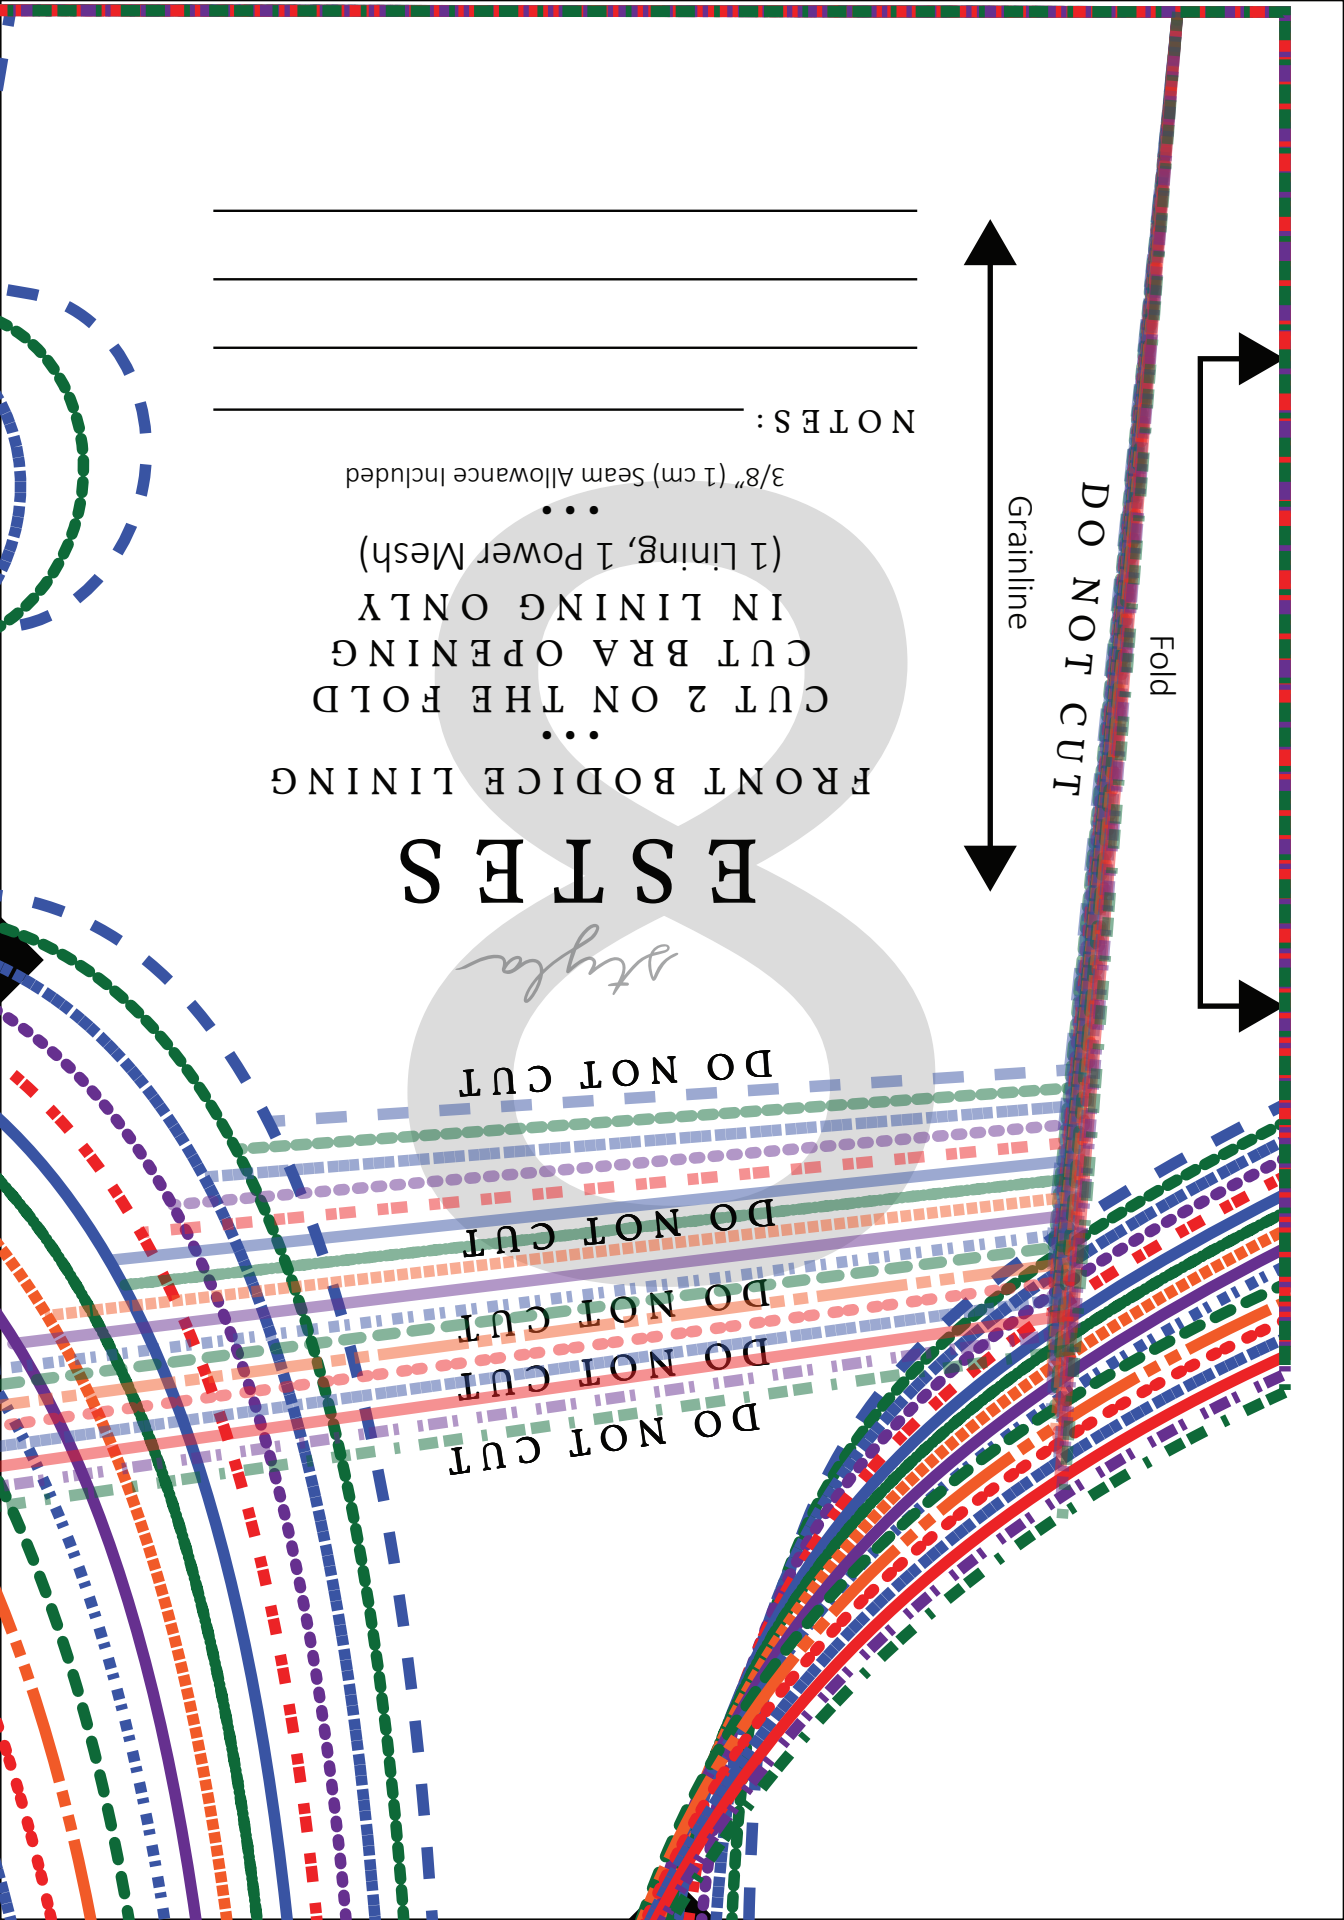 DO NOT CUT
DO NOT CUT
DO NOT CUT
DO NOT CUT
DO NOT CUT
styla
ESTES
FRONT BODICE LINING
•••
CUT 2 ON THE FOLD
CUT BRA OPENING
IN LINING ONLY
(1 Lining, 1 Power Mesh)
•••
3/8" (1 cm) Seam Allowance Included
NOTES:
8
Grainline
DO NOT CUT
Fold